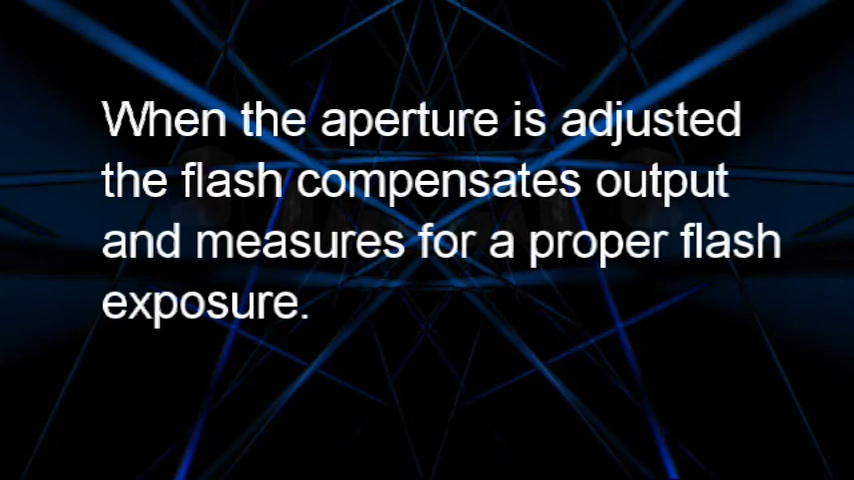 When the aperture is adjusted
the flash compensates output
and measures for a proper flash
exposure.